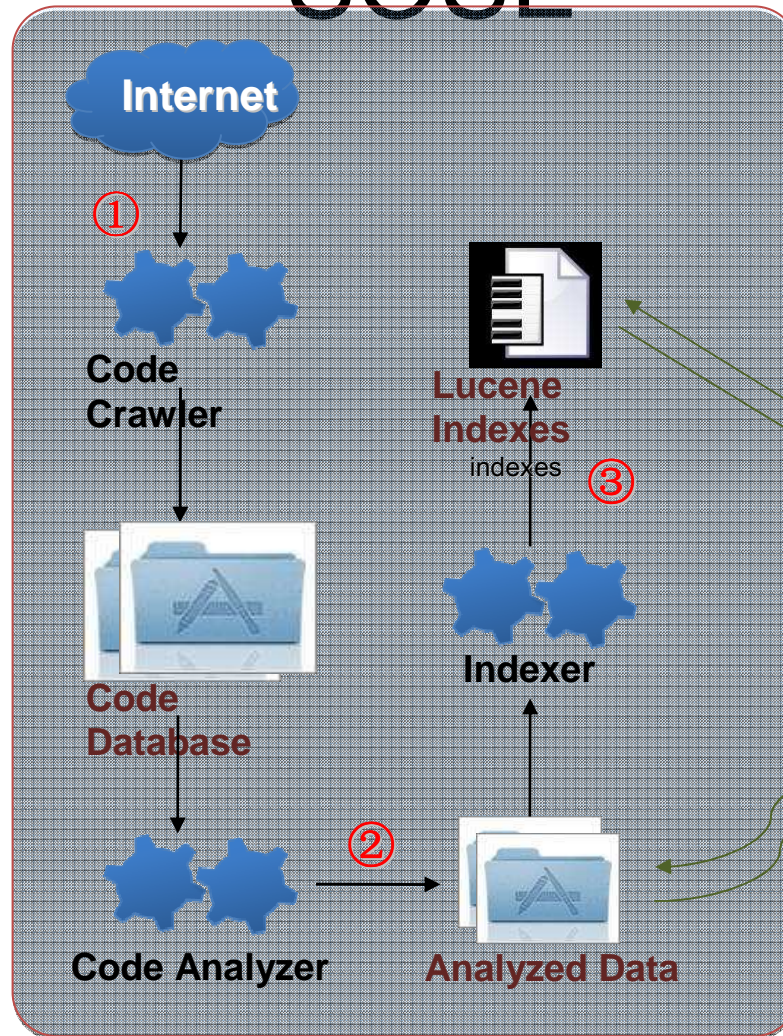 Internet
①
Code
Crawler
Lucene
Indexes
indexes
③
Code
Database
Indexer
②
Code Analyzer
Analyzed Data